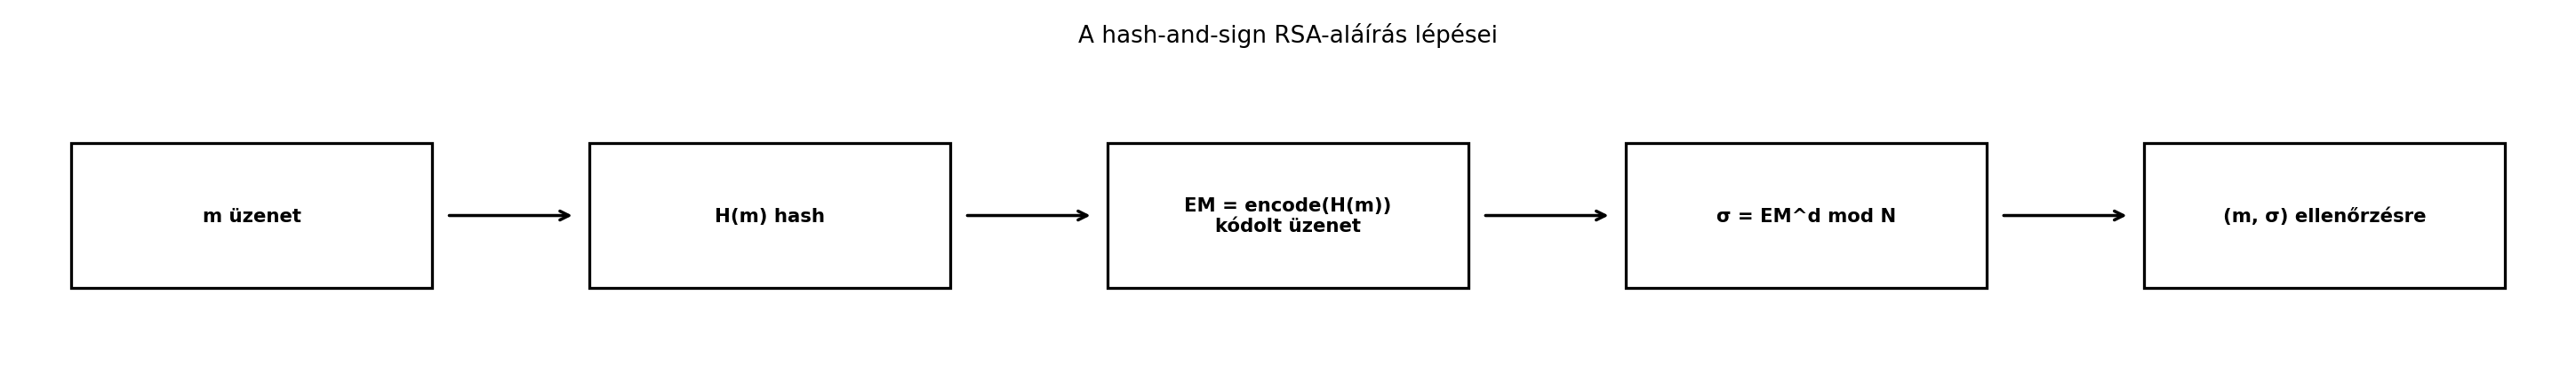 A hash-and-sign RSA-aláírás lépései
m üzenet
H(m) hash
EM = encode(H(m))
kódolt üzenet
σ = EM^d mod N
(m, σ) ellenőrzésre